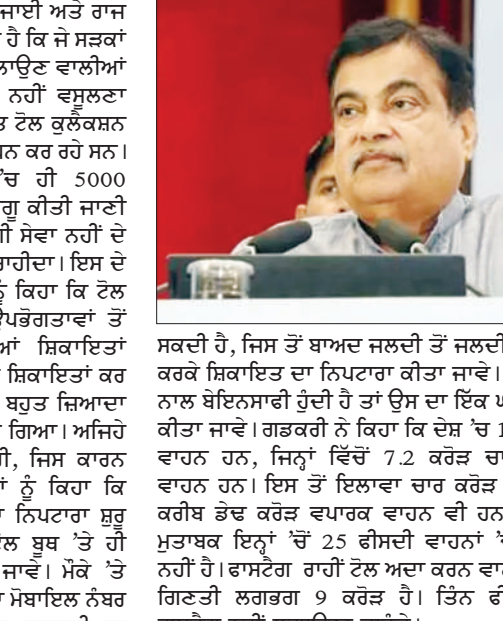 ਜਾਈ ਅਤੇ ਰਾਜ
ਹੈ ਕਿ ਜੇ ਸੜਕਾਂ
ਲਾਉਣ ਵਾਲੀਆਂ
ਨਹੀਂ ਵਸੂਲਣਾ
ਟੋਲ ਕੁਲੈਕਸ਼ਨ
ਕਰ ਰਹੇ ਸਨ।
'ਚ ਹੀ 5000
ਗੂ ਕੀਤੀ ਜਾਣੀ
ਸੇਵਾ ਨਹੀਂ ਦੇ
ਚਾਹੀਦਾ। ਇਸ ਦੇ
ਨੂੰ ਕਿਹਾ ਕਿ ਟੋਲ
ਉਪਭੋਗਤਾਵਾਂ ਤੋਂ
ਆਂ ਸ਼ਿਕਾਇਤਾਂ
ਸ਼ਿਕਾਇਤਾਂ ਕਰ
ਬਹੁਤ ਜ਼ਿਆਦਾ
ਗਿਆ। ਅਜਿਹੇ
ਜਿਸ ਕਾਰਨ
ਨੂੰ ਕਿਹਾ ਕਿ
ਨਿਪਟਾਰਾ ਸ਼ੁਰੂ
ਬੂਥ 'ਤੇ ਹੀ
ਜਾਵੇ। ਮੌਕੇ 'ਤੇ
ਮੋਬਾਇਲ ਨੰਬਰ
ਸਕਦੀ ਹੈ, ਜਿਸ ਤੋਂ ਬਾਅਦ ਜਲਦੀ ਤੋਂ ਜਲਦੀ
ਕਰਕੇ ਸ਼ਿਕਾਇਤ ਦਾ ਨਿਪਟਾਰਾ ਕੀਤਾ ਜਾਵੇ।
ਨਾਲ ਬੇਇਨਸਾਫੀ ਹੁੰਦੀ ਹੈ ਤਾਂ ਉਸ ਦਾ ਇੱਕ
ਕੀਤਾ ਜਾਵੇ। ਗਡਕਰੀ ਨੇ ਕਿਹਾ ਕਿ ਦੇਸ਼ 'ਚ
ਵਾਹਨ ਹਨ, ਜਿਨ੍ਹਾਂ ਵਿੱਚੋਂ 7.2 ਕਰੋੜ
ਵਾਹਨ ਹਨ। ਇਸ ਤੋਂ ਇਲਾਵਾ ਚਾਰ ਕਰੋੜ
ਕਰੀਬ ਡੇਢ ਕਰੋੜ ਵਪਾਰਕ ਵਾਹਨ ਵੀ ਹਨ
ਮੁਤਾਬਕ ਇਨ੍ਹਾਂ 'ਚੋਂ 25 ਫੀਸਦੀ ਵਾਹਨਾਂ
ਨਹੀਂ ਹੈ। ਫਾਸਟੈਗ ਰਾਹੀਂ ਟੋਲ ਅਦਾ ਕਰਨ
ਗਿਣਤੀ ਲਗਭਗ 9 ਕਰੋੜ ਹੈ। ਤਿੰਨ